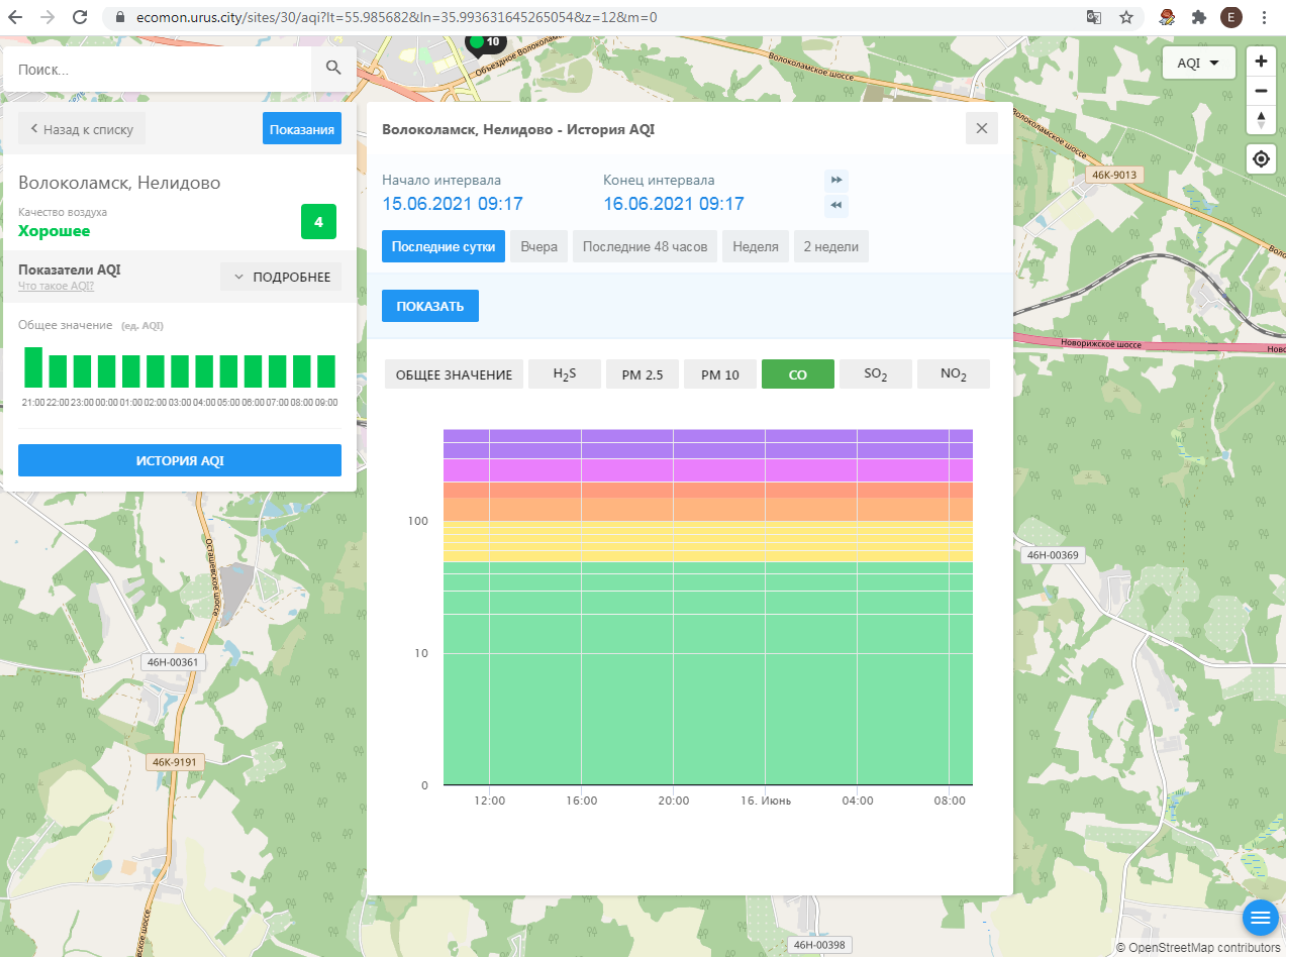 ecomon.urus.city/sites/30/aqi?lt=55.985682&ln=35.993631645265054&z=12&m=0
E
10
Объездное Волоколамск
Волоколамское шоссе
Поиск...
AQI
+
−
Назад к списку
Показания
Волоколамск, Нелидово - История AQI
Волоколамское шоссе
46К-9013
Волоколамск, Нелидово
Качество воздуха
Хорошее
4
Начало интервала
15.06.2021 09:17
Конец интервала
16.06.2021 09:17
Последние сутки
Вчера
Последние 48 часов
Неделя
2 недели
Показатели AQI
Что такое AQI?
ПОДРОБНЕЕ
ПОКАЗАТЬ
Общее значение (ед. AQI)
21:00 22:00 23:00 00:00 01:00 02:00 03:00 04:00 05:00 06:00 07:00 08:00 09:00
ИСТОРИЯ AQI
Новорижское шоссе
Ново
ОБЩЕЕ ЗНАЧЕНИЕ
H2S
PM 2.5
PM 10
CO
SO2
NO2
100
10
0
12:00
16:00
20:00
16. Июнь
04:00
08:00
Осташёвское шоссе
46Н-00369
46Н-00361
46К-9191
46Н-00398
© OpenStreetMap contributors